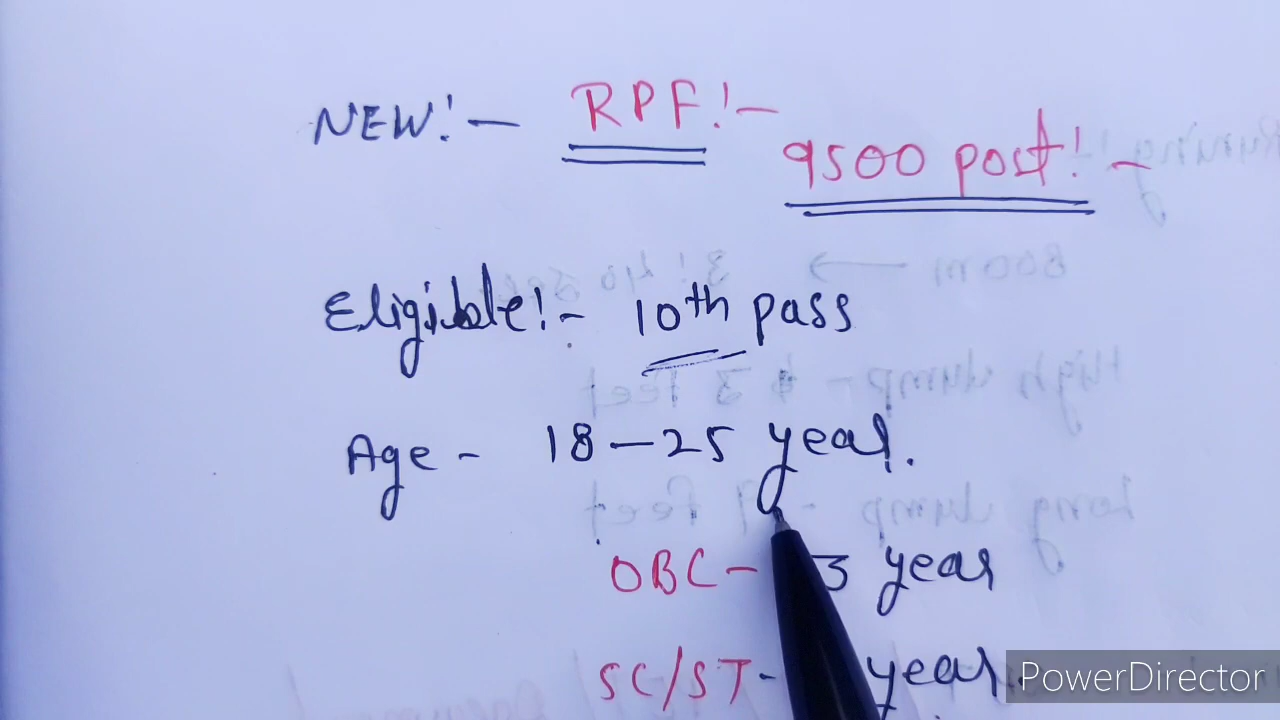 NEW!- RPF!-
9500 post!-
Eligible!- 10th pass
Age - 18-25 year.
OBC- 3 year
SC/ST- year
PowerDirector